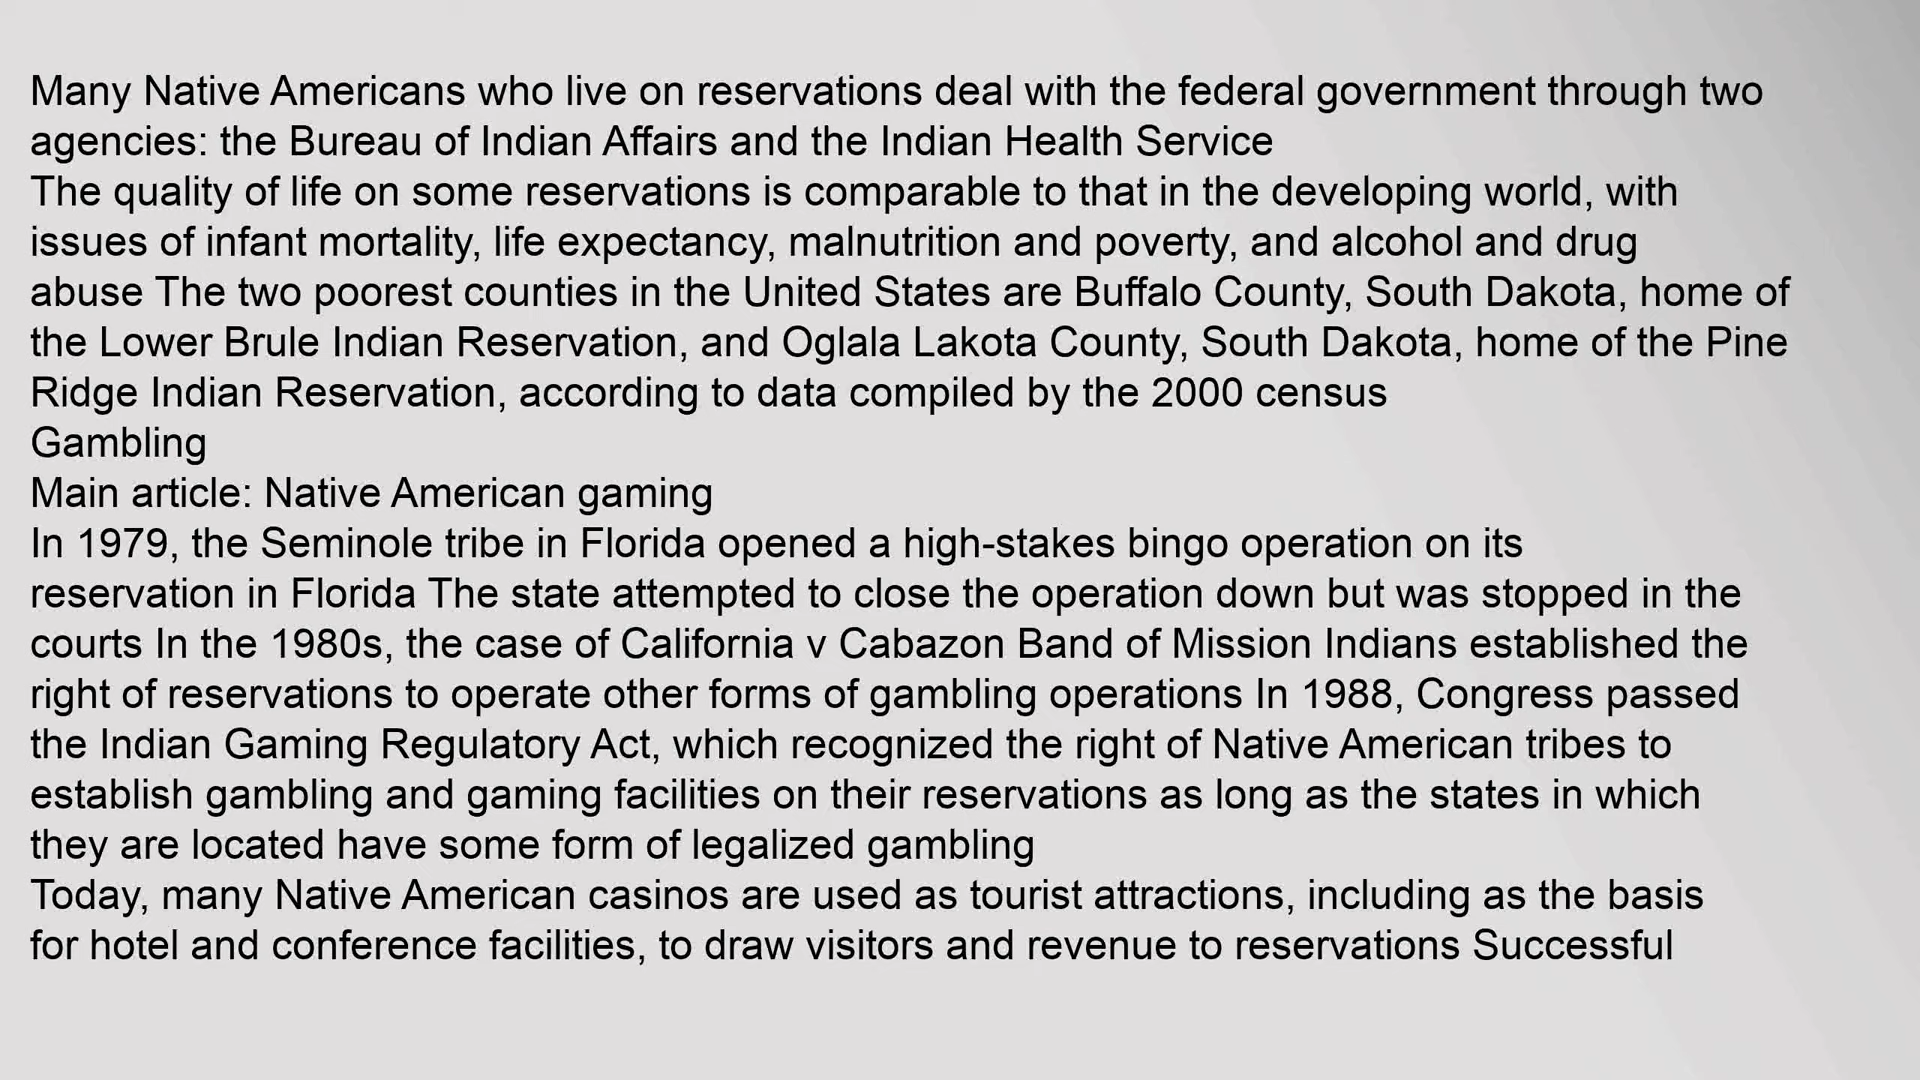 Many Native Americans who live on reservations deal with the federal government through two
agencies: the Bureau of Indian Affairs and the Indian Health Service
The quality of life on some reservations is comparable to that in the developing world, with
issues of infant mortality, life expectancy, malnutrition and poverty, and alcohol and drug
abuse The two poorest counties in the United States are Buffalo County, South Dakota, home of
the Lower Brule Indian Reservation, and Oglala Lakota County, South Dakota, home of the Pine
Ridge Indian Reservation, according to data compiled by the 2000 census
Gambling
Main article: Native American gaming
In 1979, the Seminole tribe in Florida opened a high-stakes bingo operation on its
reservation in Florida The state attempted to close the operation down but was stopped in the
courts In the 1980s, the case of California v Cabazon Band of Mission Indians established the
right of reservations to operate other forms of gambling operations In 1988, Congress passed
the Indian Gaming Regulatory Act, which recognized the right of Native American tribes to
establish gambling and gaming facilities on their reservations as long as the states in which
they are located have some form of legalized gambling
Today, many Native American casinos are used as tourist attractions, including as the basis
for hotel and conference facilities, to draw visitors and revenue to reservations Successful